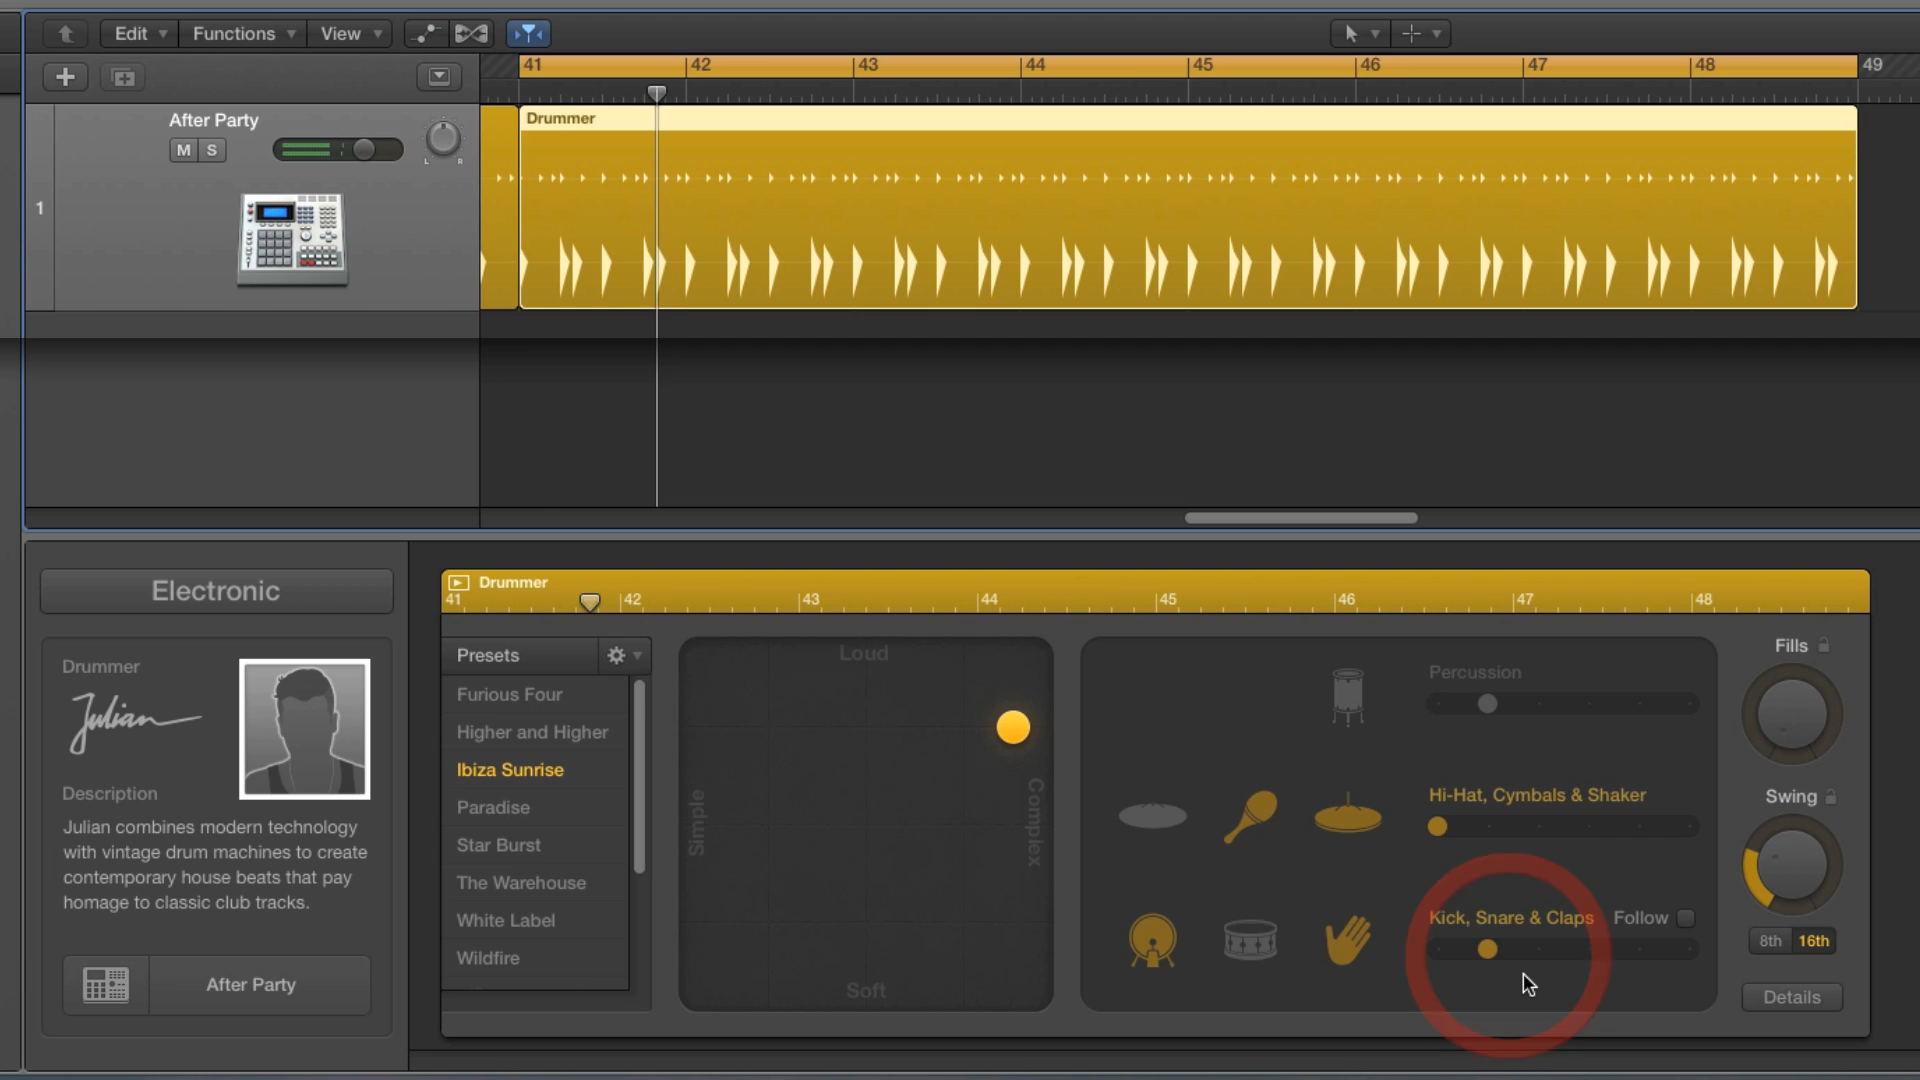 Edit
Functions
View
41 42 43 44 45 46 47 48 49
After Party
M S
L R
1
Drummer
Electronic
Drummer
Julian
Description
Julian combines modern technology
with vintage drum machines to create
contemporary house beats that pay
homage to classic club tracks.
After Party
Drummer
41 42 43 44 45 46 47 48
Presets
Furious Four
Higher and Higher
Ibiza Sunrise
Paradise
Star Burst
The Warehouse
White Label
Wildfire
Loud
Simple
Complex
Soft
Percussion
Hi-Hat, Cymbals & Shaker
Kick, Snare & Claps Follow
Fills
Swing
8th 16th
Details